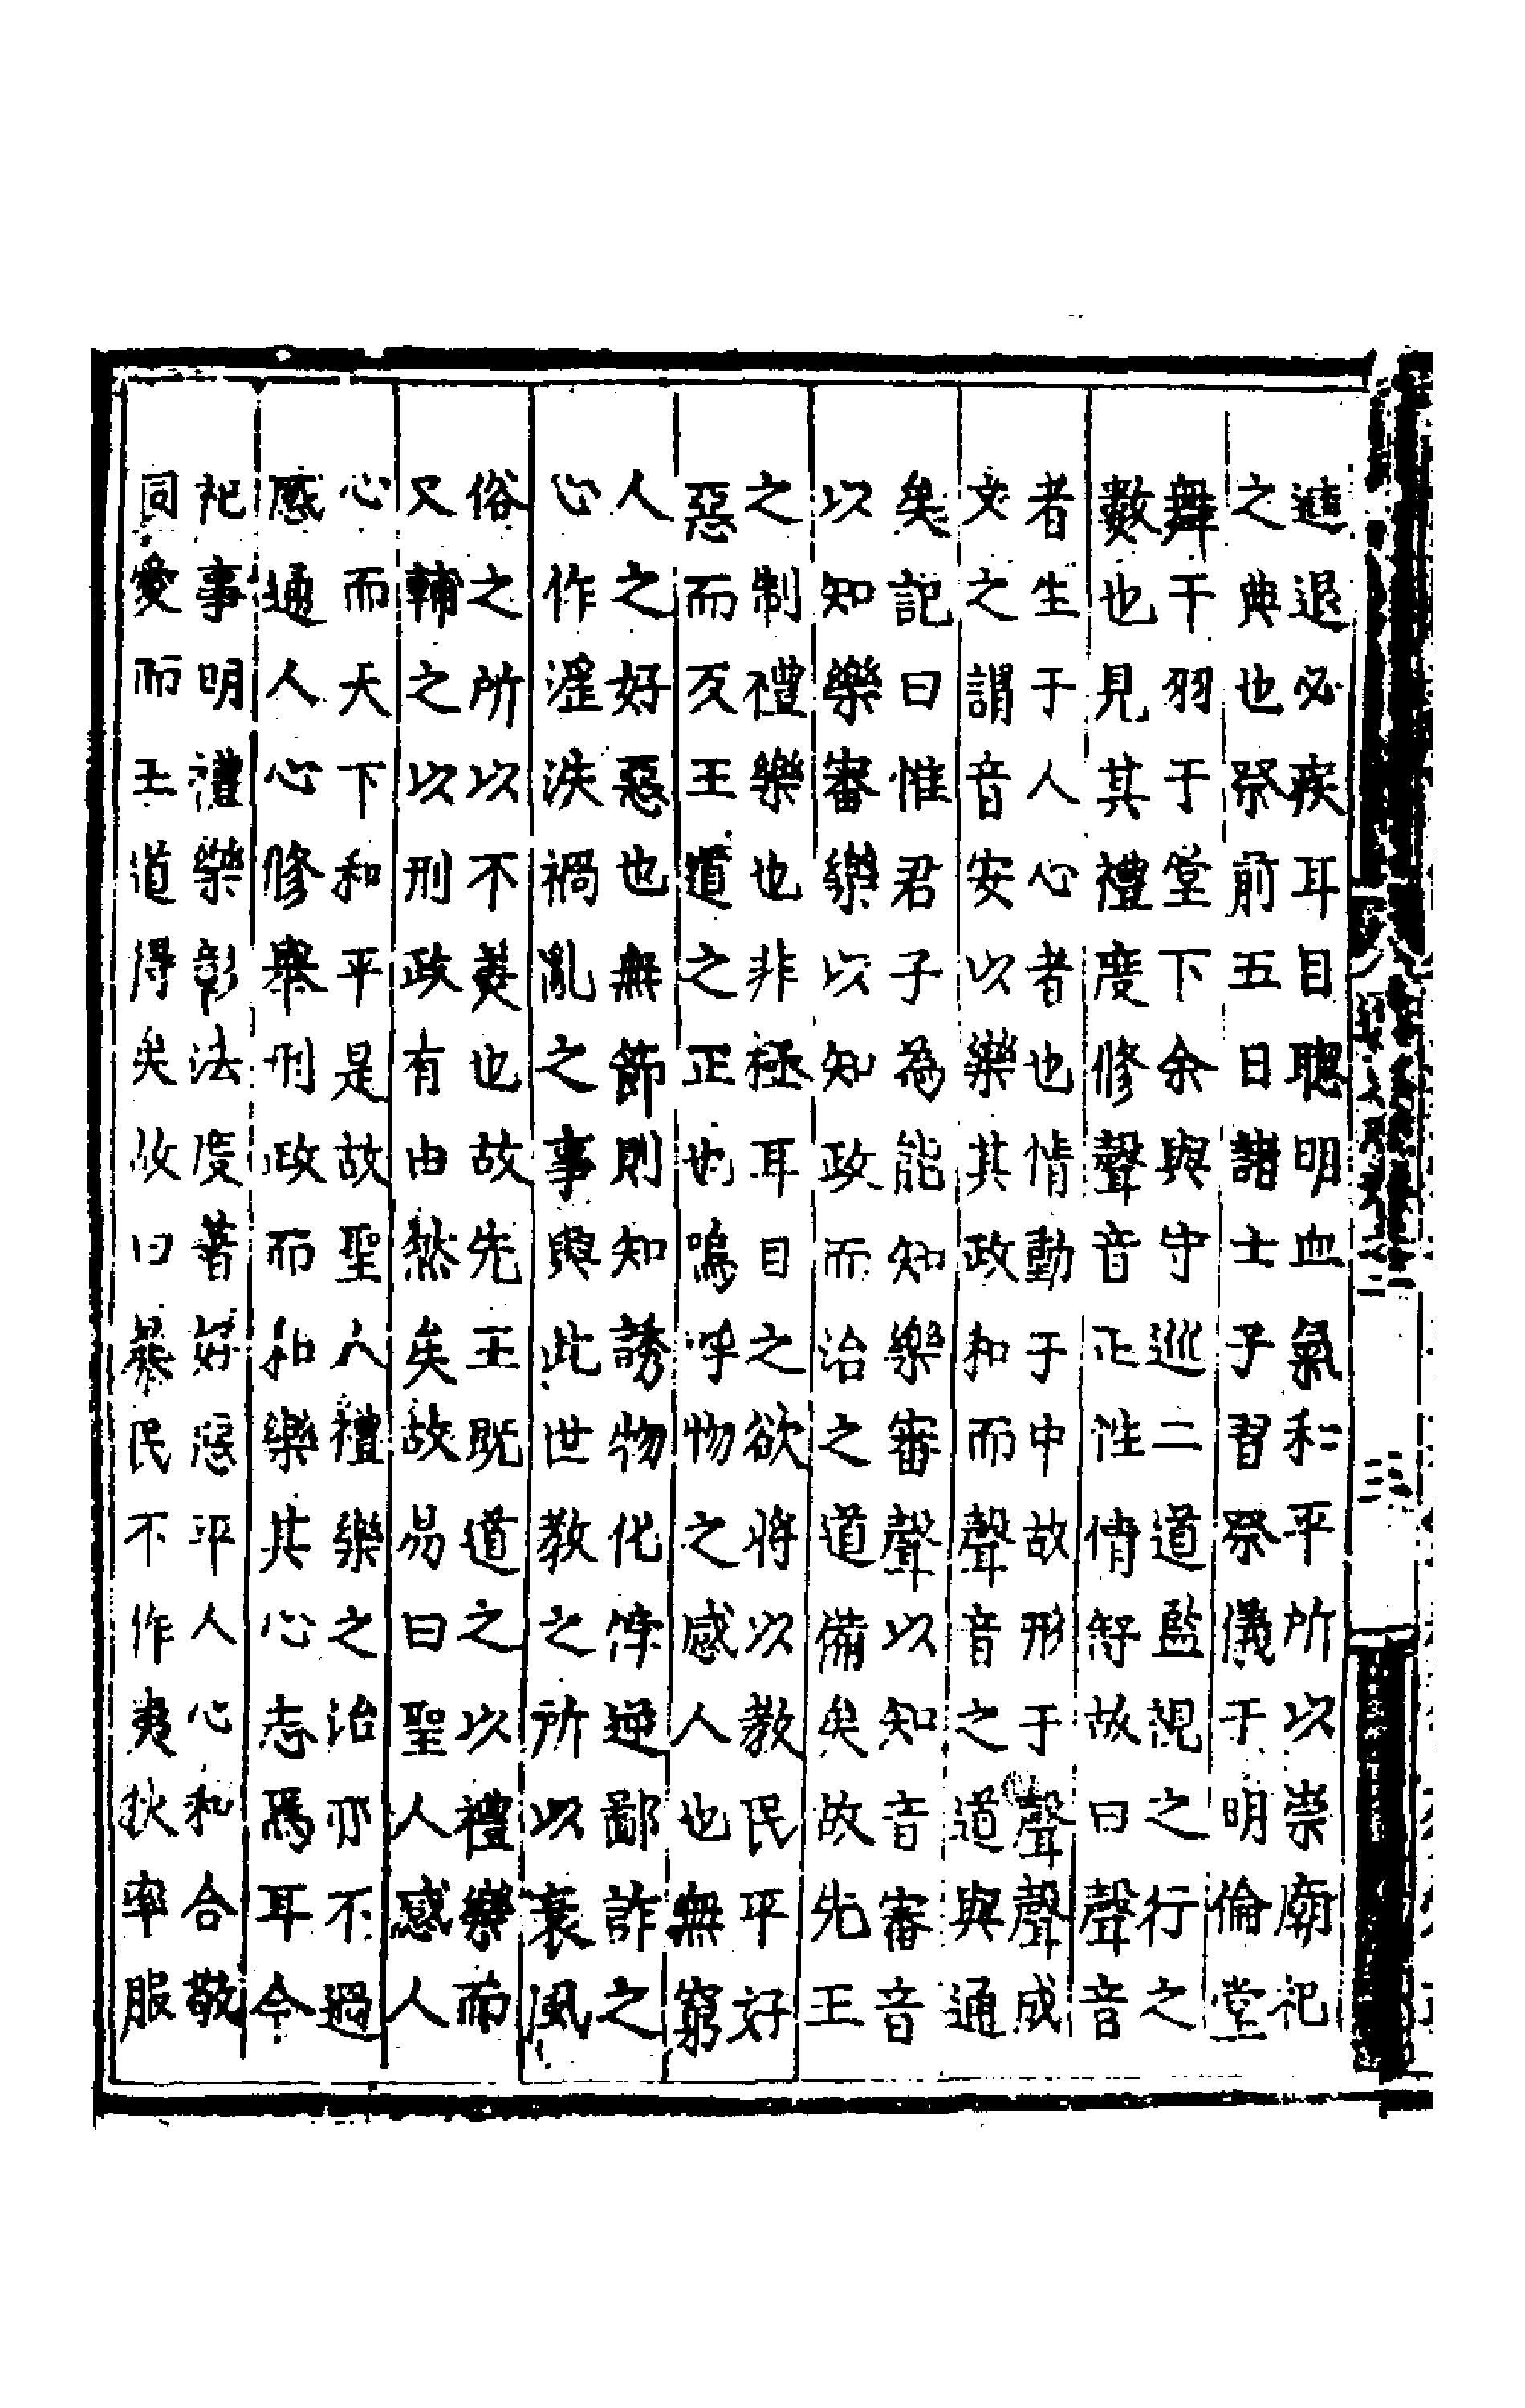 進退必疾耳目聰明血氣和平所以崇廟祀
之典也祭前五日諸士子習祭儀于明倫堂
舞干羽于堂下余與守巡二道監視之行之
數也見其禮度修聲音正性情舒故曰聲音
者生于人心者也情動于中故形于聲聲成
文之謂音安以樂其政和而聲音之道與通
矣記曰惟君子為能知樂審聲以知音審音
以知樂審樂以知政而治之道備矣故先王
之制禮樂也非極耳目之欲將以教民平好
惡而反王道之正也嗚呼物之感人也無窮
人之好惡也無節則知誘物化悖逆鄙詐之
心作淫泆禍亂之事興此世教之所以衰風
俗之所以不美也故先王既道之以禮樂而
又輔之以刑政有由然矣故易曰聖人感人
心而天下和平是故聖人禮樂之治亦不過
感通人心修舉刑政而和樂其心志焉耳今
祀事明禮樂彰法度著好惡平人心和合敬
同愛而王道得矣故曰暴民不作夷狄率服
三